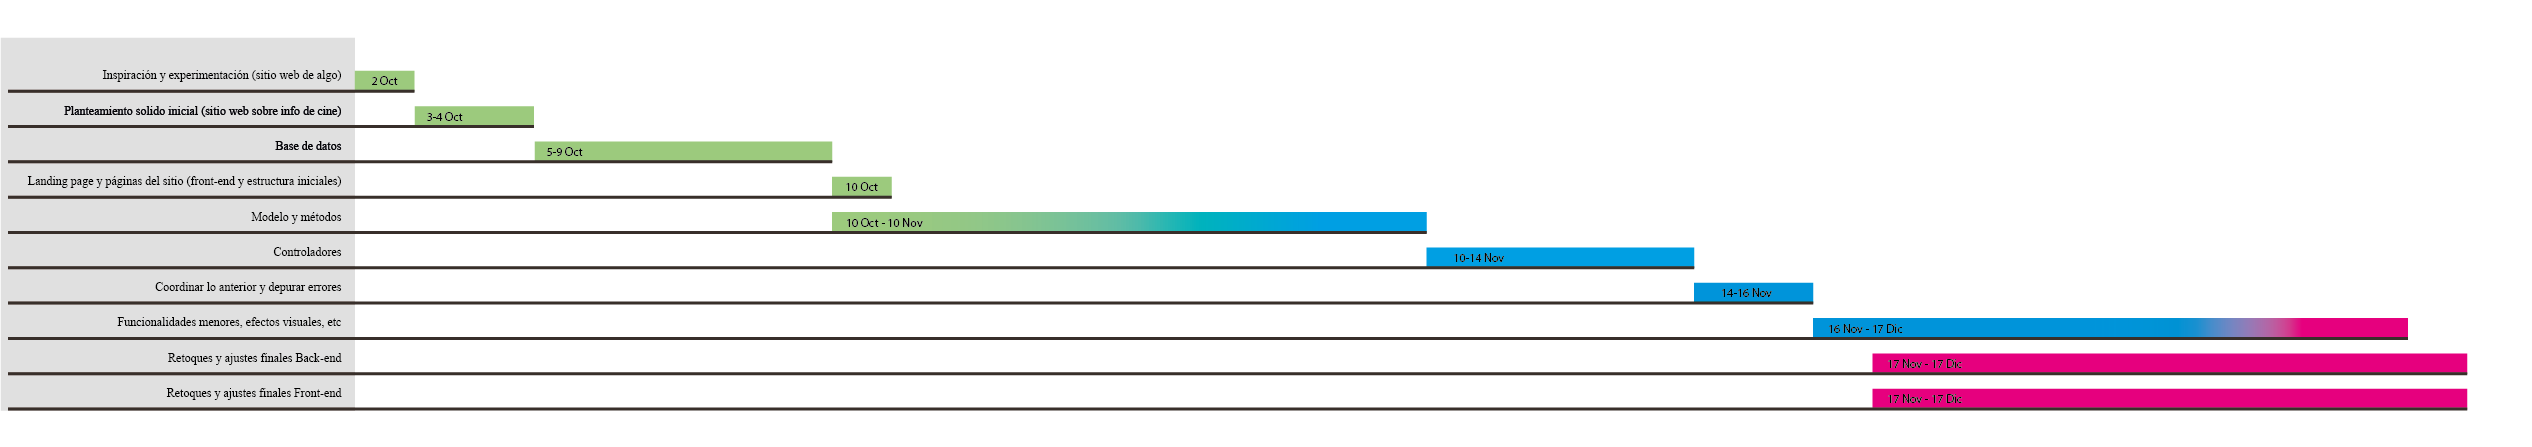 Inspiración y experimentación (sitio web de algo)
2 Oct
Planteamiento solido inicial (sitio web sobre info de cine)
3-4 Oct
Base de datos
5-9 Oct
Landing page y páginas del sitio (front-end y estructura iniciales)
10 Oct
Modelo y métodos
10 Oct - 10 Nov
Controladores
10-14 Nov
Coordinar lo anterior y depurar errores
14-16 Nov
Funcionalidades menores, efectos visuales, etc
16 Nov - 17 Dic
Retoques y ajustes finales Back-end
17 Nov - 17 Dic
Retoques y ajustes finales Front-end
17 Nov - 17 Dic